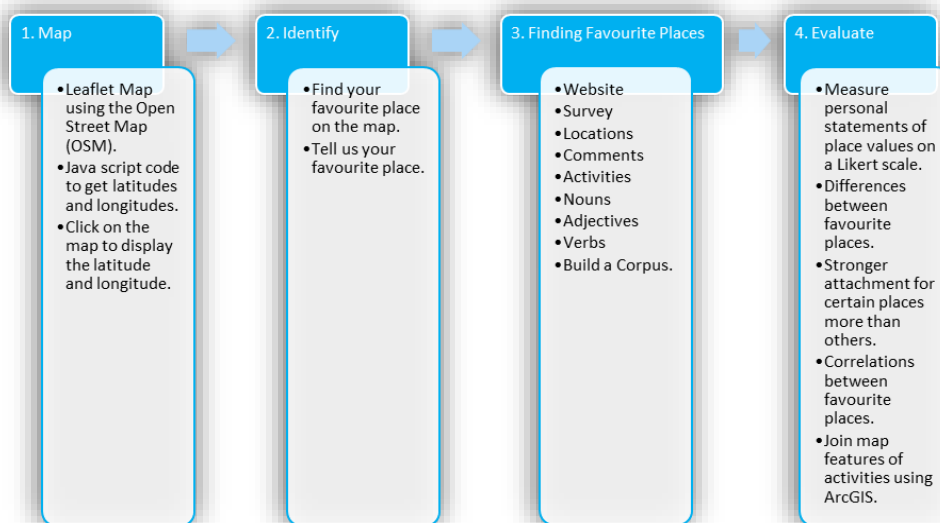 1. Map
•Leaflet Map
using the Open
Street Map
(OSM).
•Java script code
to get latitudes
and longitudes.
•Click on the
map to display
the latitude
and longitude.
2. Identify
•Find your
favourite place
on the map.
•Tell us your
favourite place.
3. Finding Favourite Places
•Website
•Survey
•Locations
•Comments
•Activities
•Nouns
•Adjectives
•Verbs
•Build a Corpus.
4. Evaluate
•Measure
personal
statements of
place values on
a Likert scale.
•Differences
between
favourite
places.
•Stronger
attachment for
certain places
more than
others.
•Correlations
between
favourite
places.
•Join map
features of
activities using
ArcGIS.